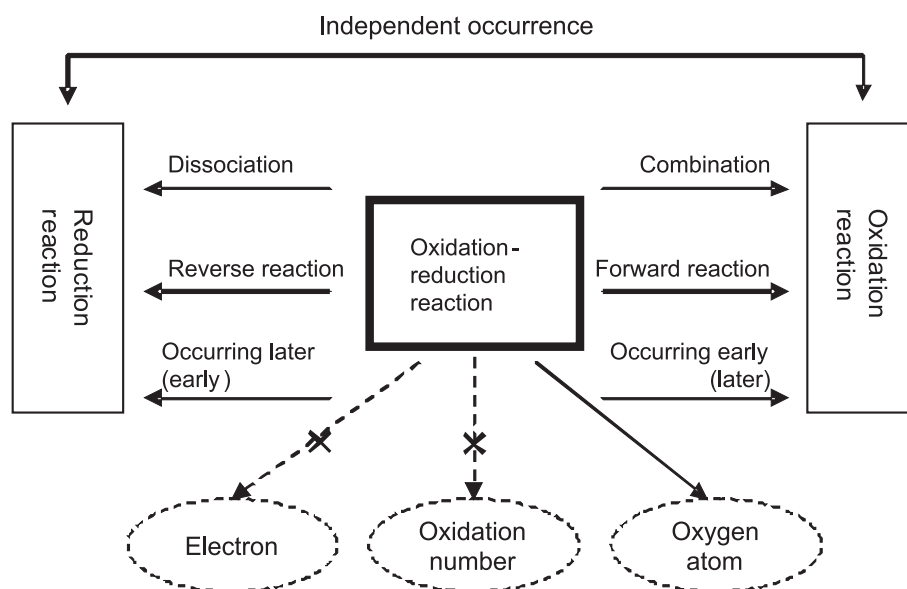 Independent occurrence
Dissociation
Combination
Reduction
reaction
Oxidation-
reduction
reaction
Oxidation
reaction
Reverse reaction
Forward reaction
Occurring later
(early)
Occurring early
(later)
Electron
Oxidation
number
Oxygen
atom